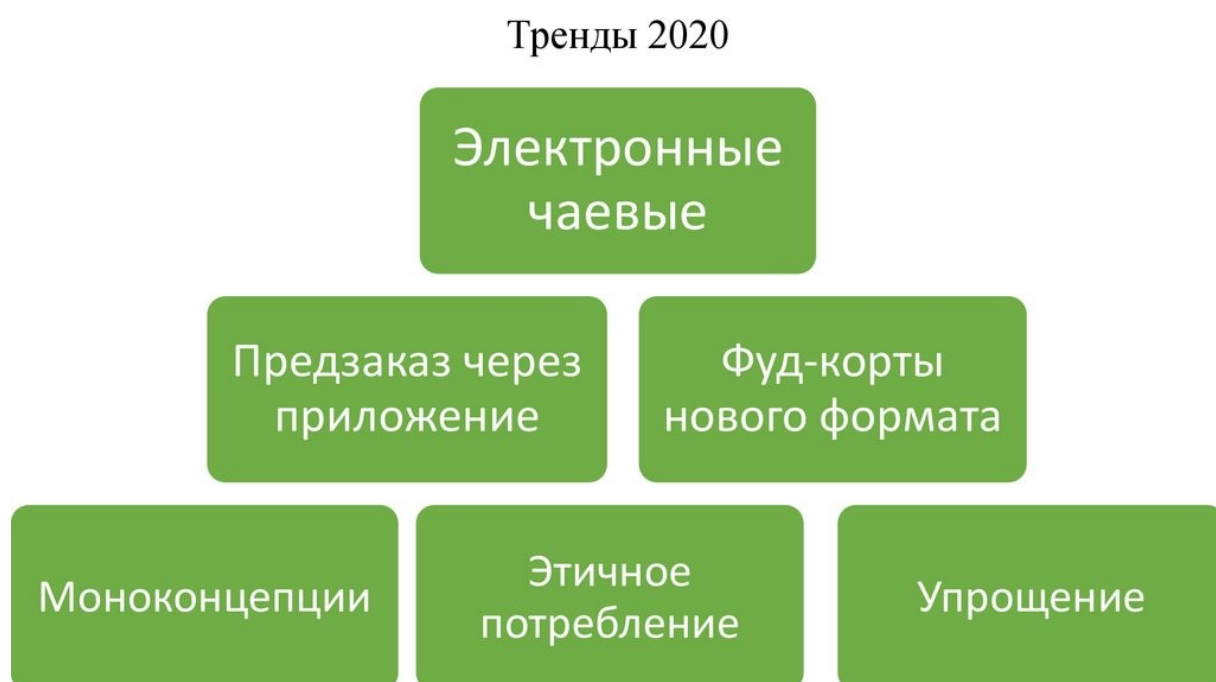 Тренды 2020
Электронные
чаевые
Предзаказ через
приложение
Фуд-корты
нового формата
Моноконцепции
Этичное
потребление
Упрощение